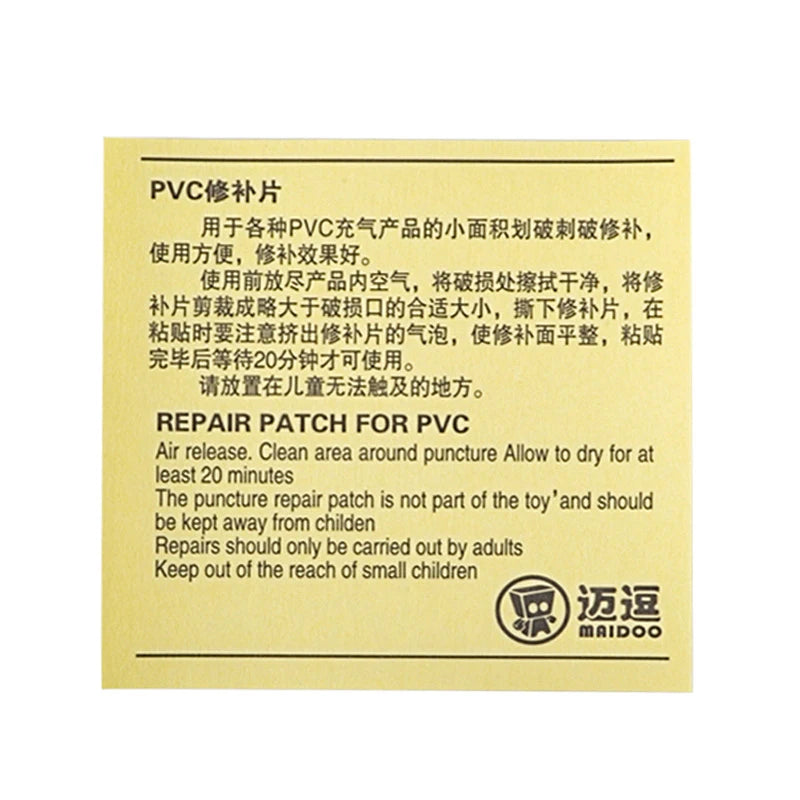 PVC修补片
用于各种PVC充气产品的小面积划破刺破修补，
使用方便，修补效果好。
使用前放尽产品内空气，将破损处擦拭干净，将修
补片剪裁成略大于破损口的合适大小，撕下修补片，在
粘贴时要注意挤出修补片的气泡，使修补面平整，粘贴
完毕后等待20分钟才可使用。
请放置在儿童无法触及的地方。
REPAIR PATCH FOR PVC
Air release. Clean area around puncture Allow to dry for at
least 20 minutes
The puncture repair patch is not part of the toy'and should
be kept away from childen
Repairs should only be carried out by adults
Keep out of the reach of small children
迈逗
MAIDOO